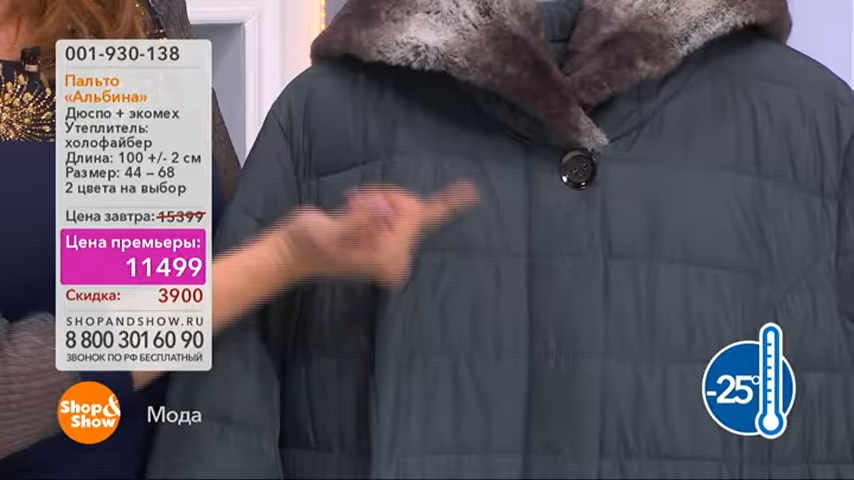 001-930-138
Пальто
«Альбина»
Дюспо + экомех
Утеплитель:
холофайбер
Длина: 100 +/- 2 см
Размер: 44 – 68
2 цвета на выбор
Цена завтра: 15399
Цена премьеры:
11499
Скидка: 3900
SHOPANDSHOW.RU
8 800 301 60 90
ЗВОНОК ПО РФ БЕСПЛАТНЫЙ
Shop&
Show
Мода
-25°